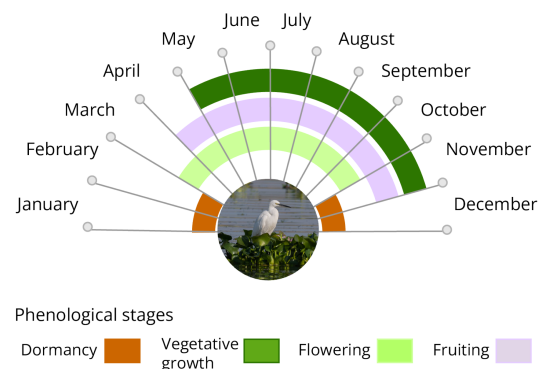 June
July
May
August
April
September
March
October
February
November
January
December
Phenological stages
Dormancy
Vegetative
growth
Flowering
Fruiting